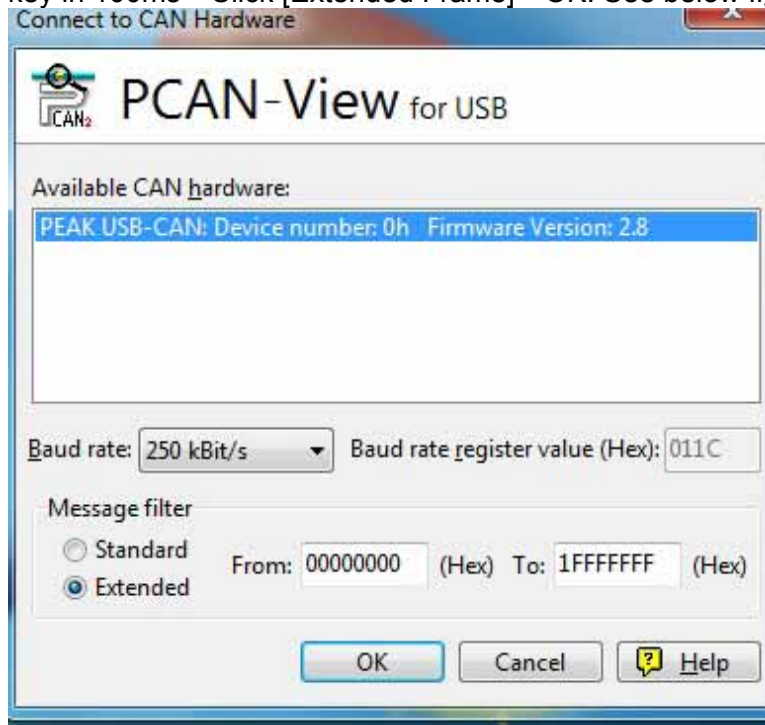 Connect to CAN Hardware
CAN2
PCAN-View for USB
Available CAN hardware:
PEAK USB-CAN: Device number: 0h Firmware Version: 2.8
Baud rate: 250 kBit/s Baud rate register value (Hex): 011C
Message filter
Standard
From: 00000000 (Hex) To: 1FFFFFFF (Hex)
Extended
OK Cancel Help